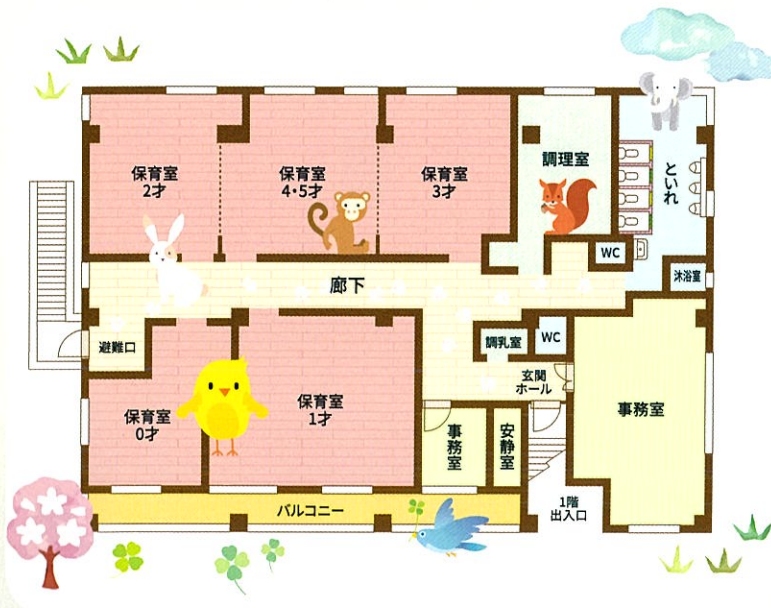 保育室
2才
保育室
4・5才
保育室
3才
調理室
といれ
WC
沐浴室
廊下
避難口
調乳室
WC
玄関
ホール
保育室
0才
保育室
1才
事務室
安静室
事務室
バルコニー
1階
出入口